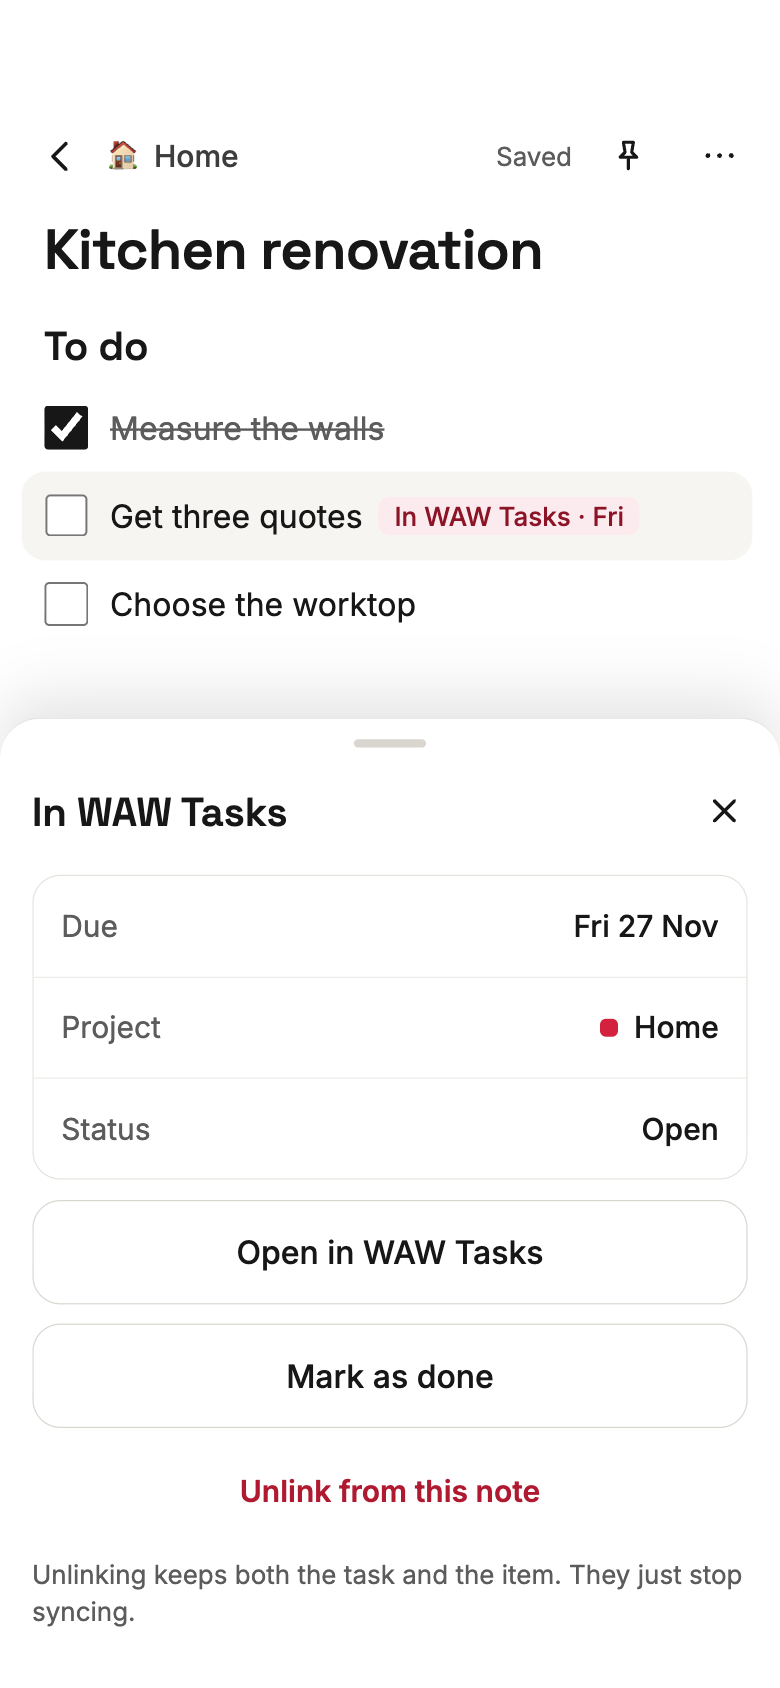 Home
Saved
Kitchen renovation
To do
Measure the walls
Get three quotes In WAW Tasks · Fri
Choose the worktop
In WAW Tasks
Due Fri 27 Nov
Project Home
Status Open
Open in WAW Tasks
Mark as done
Unlink from this note
Unlinking keeps both the task and the item. They just stop
syncing.